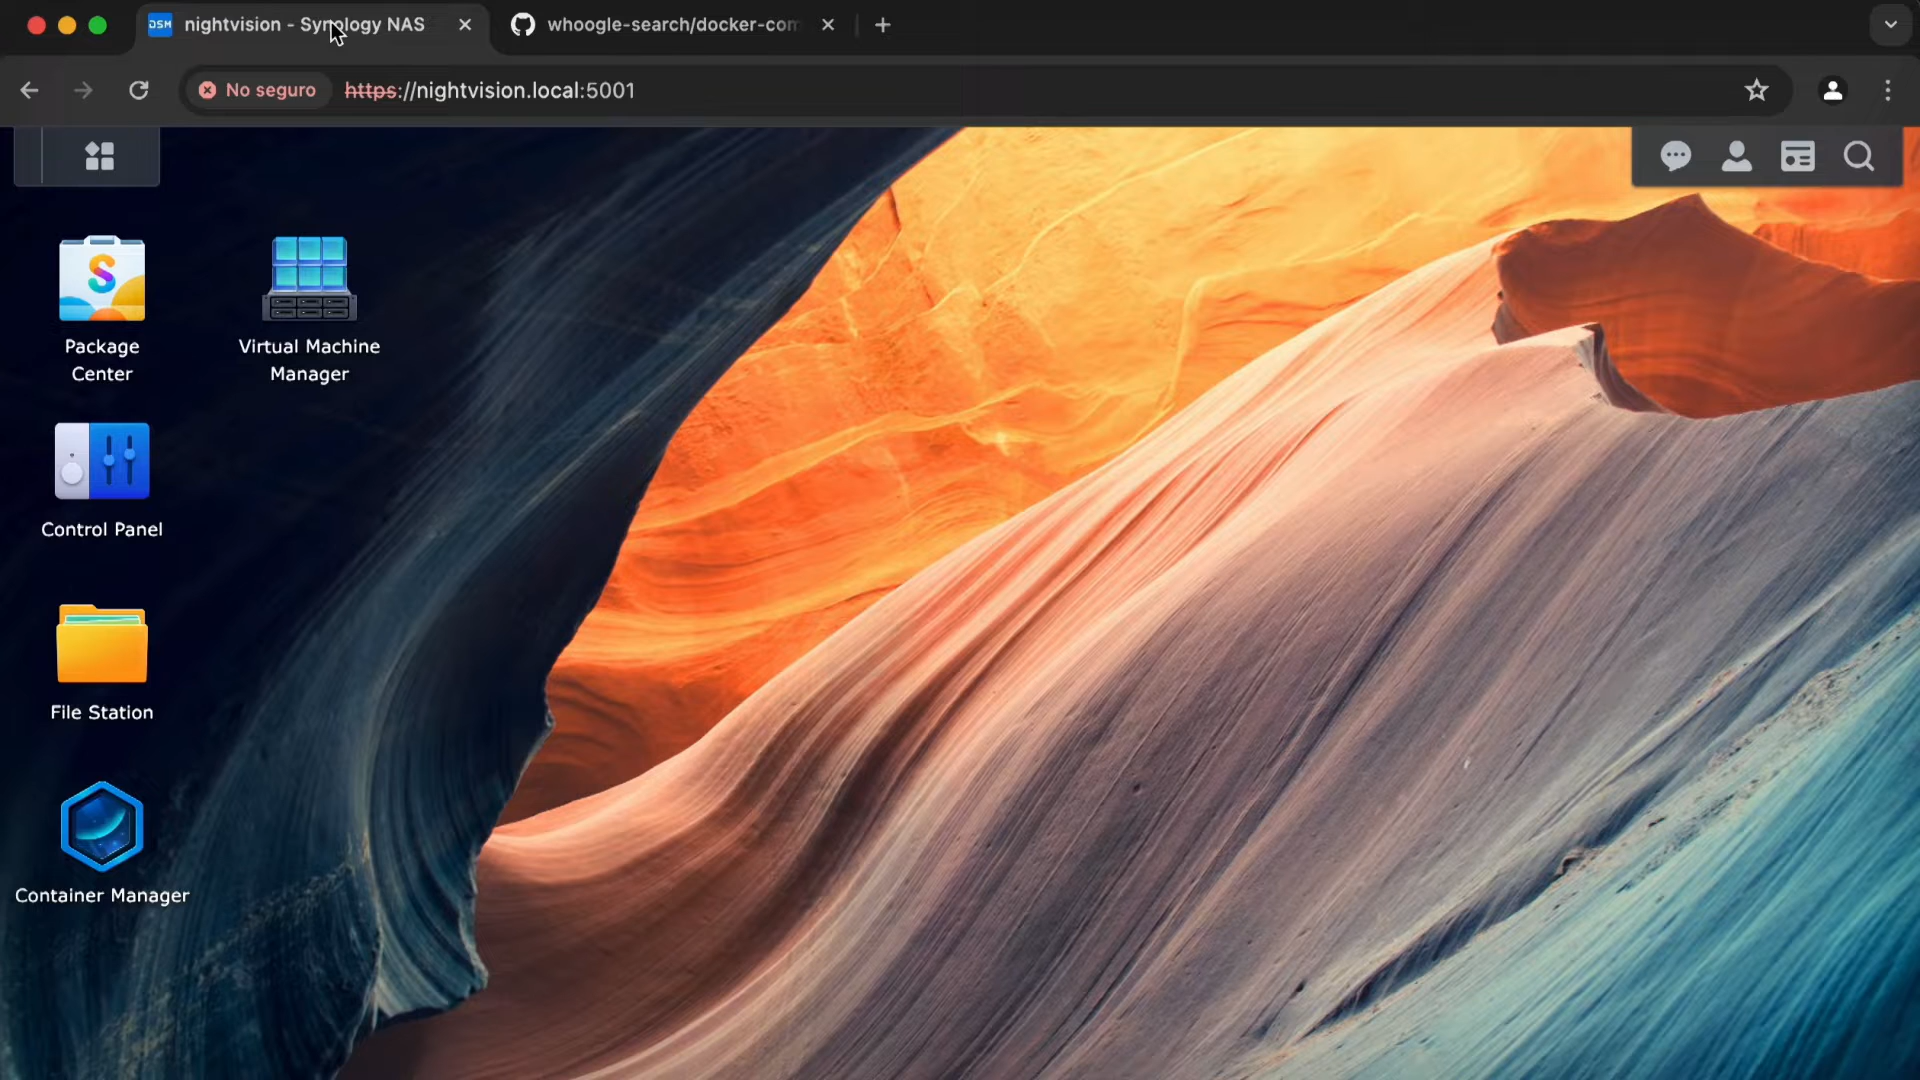 DSM nightvision - Synology NAS
whoogle-search/docker-com
No seguro https://nightvision.local:5001
Package
Center
Virtual Machine
Manager
Control Panel
File Station
Container Manager